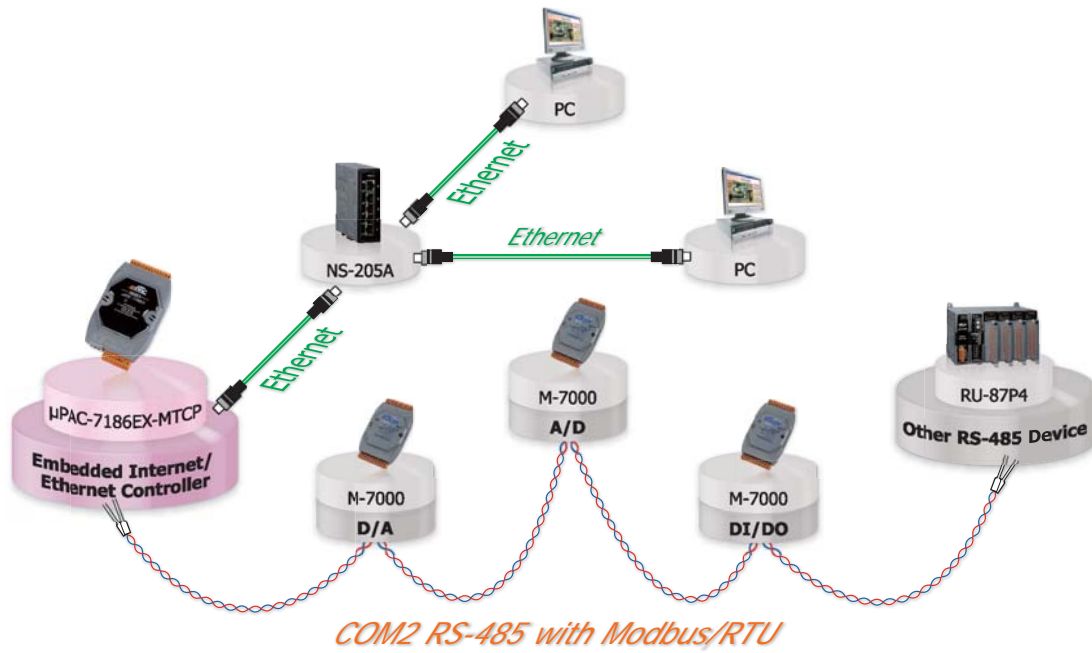 PC
Ethernet
NS-205A
Ethernet
PC
Ethernet
µPAC-7186EX-MTCP
Embedded Internet/
Ethernet Controller
M-7000
D/A
M-7000
A/D
M-7000
DI/DO
RU-87P4
Other RS-485 Device
COM2 RS-485 with Modbus/RTU